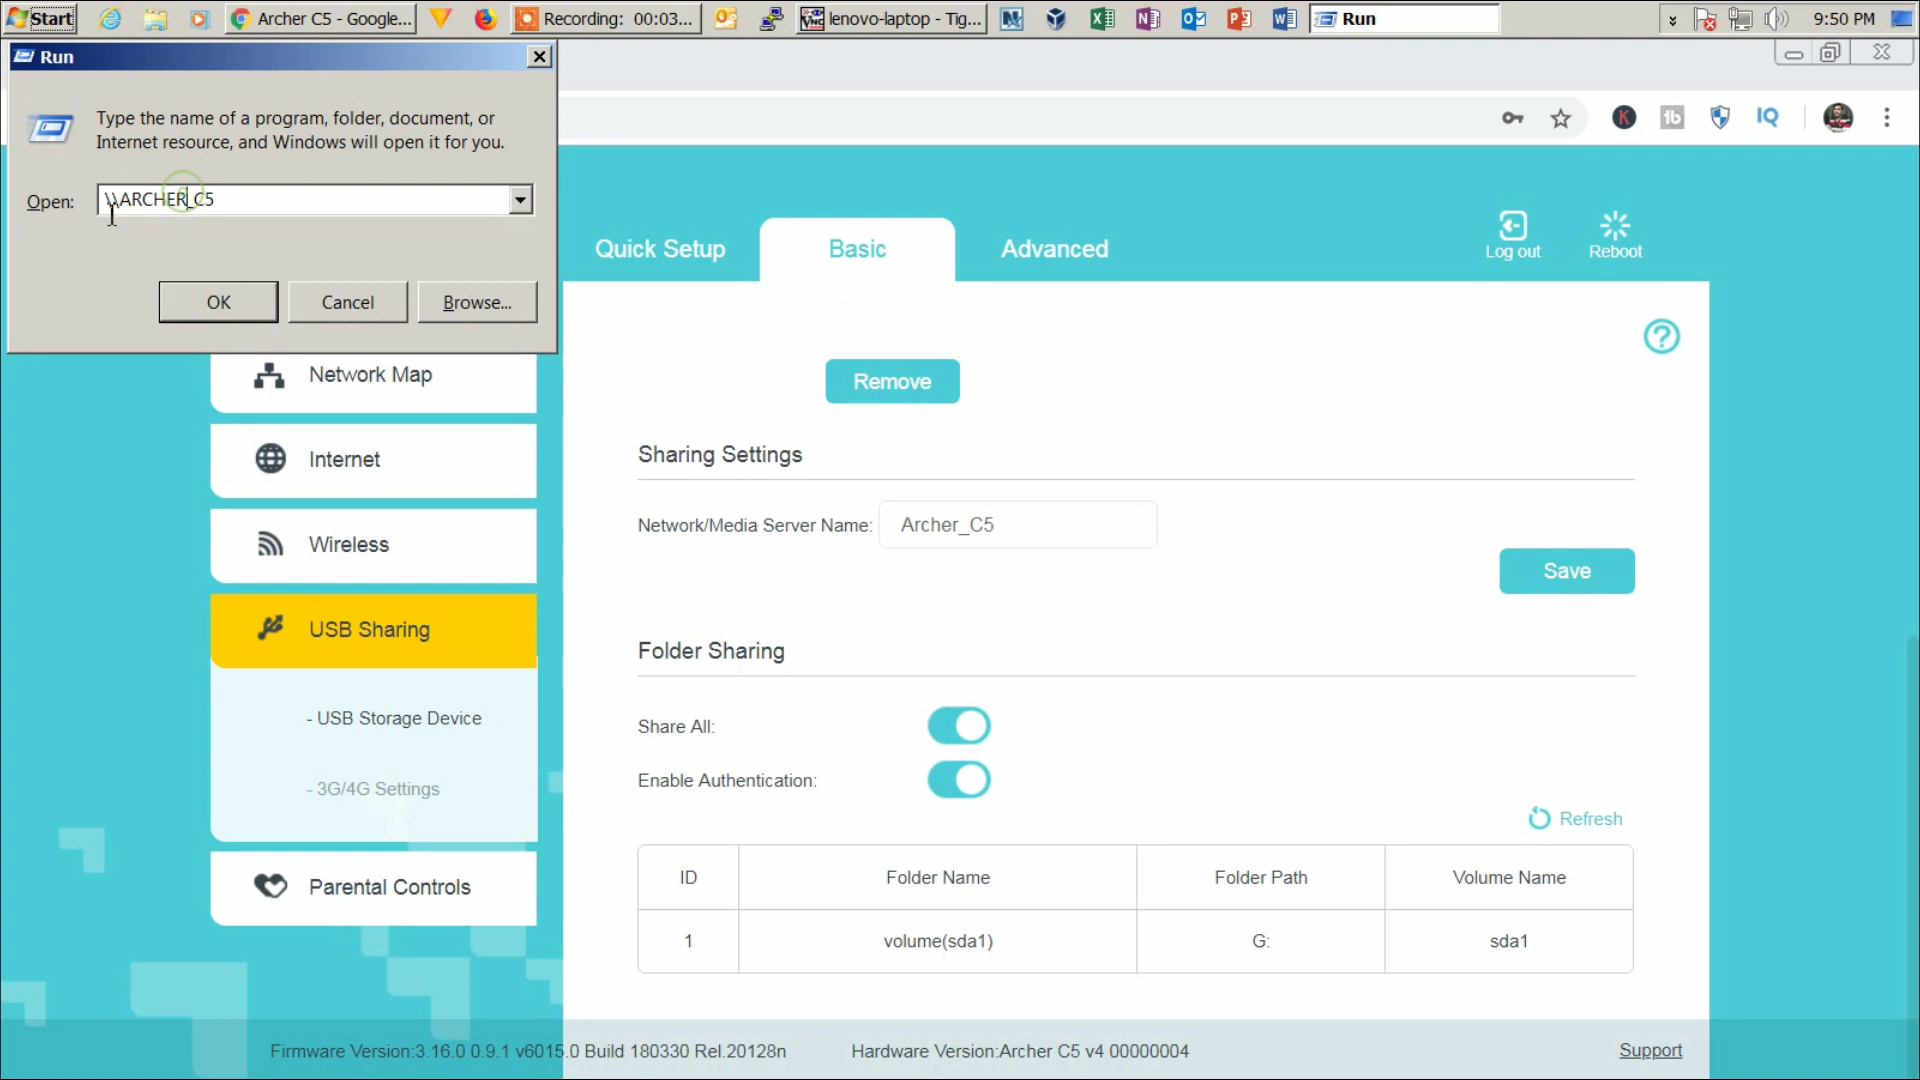 Start
Archer C5 - Google...
Recording: 00:03...
lenovo-laptop - Tig...
Run
9:50 PM
Run
Type the name of a program, folder, document, or
Internet resource, and Windows will open it for you.
Open:
\\ARCHER_C5
OK
Cancel
Browse...
K
IQ
Quick Setup
Basic
Advanced
Log out
Reboot
Network Map
Internet
Wireless
USB Sharing
- USB Storage Device
- 3G/4G Settings
Parental Controls
?
Remove
Sharing Settings
Network/Media Server Name:
Archer_C5
Save
Folder Sharing
Share All:
Enable Authentication:
Refresh
ID Folder Name Folder Path Volume Name
1 volume(sda1) G: sda1
Firmware Version:3.16.0 0.9.1 v6015.0 Build 180330 Rel.20128n
Hardware Version:Archer C5 v4 00000004
Support